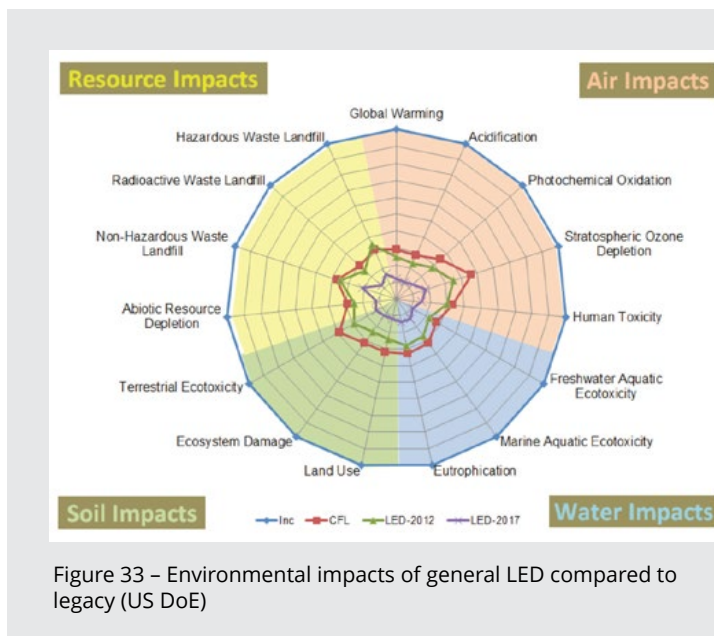 Resource Impacts
Air Impacts
Global Warming
Hazardous Waste Landfill
Acidification
Radioactive Waste Landfill
Photochemical Oxidation
Non-Hazardous Waste
Landfill
Stratospheric Ozone
Depletion
Abiotic Resource
Depletion
Human Toxicity
Terrestrial Ecotoxicity
Freshwater Aquatic
Ecotoxicity
Ecosystem Damage
Marine Aquatic Ecotoxicity
Land Use
Eutrophication
Soil Impacts
Inc CFL LED-2012 LED-2017
Water Impacts
Figure 33 – Environmental impacts of general LED compared to
legacy (US DoE)